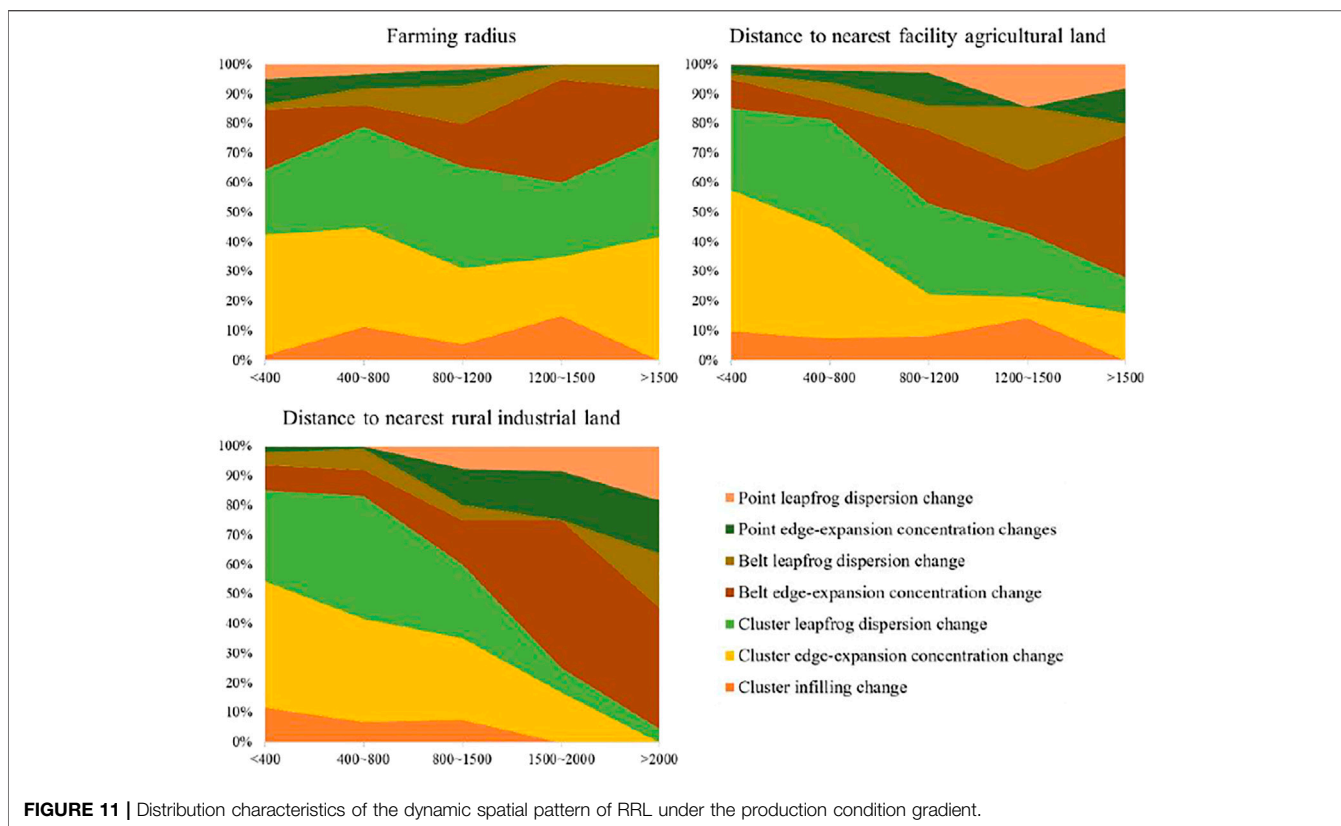 Farming radius
100%
90%
80%
70%
60%
50%
40%
30%
20%
10%
0%
<400 400~800 800~1200 1200~1500 >1500
Distance to nearest facility agricultural land
100%
90%
80%
70%
60%
50%
40%
30%
20%
10%
0%
<400 400~800 800~1200 1200~1500 >1500
Distance to nearest rural industrial land
100%
90%
80%
70%
60%
50%
40%
30%
20%
10%
0%
<400 400~800 800~1500 1500~2000 >2000
Point leapfrog dispersion change
Point edge-expansion concentration changes
Belt leapfrog dispersion change
Belt edge-expansion concentration change
Cluster leapfrog dispersion change
Cluster edge-expansion concentration change
Cluster infilling change
FIGURE 11 | Distribution characteristics of the dynamic spatial pattern of RRL under the production condition gradient.